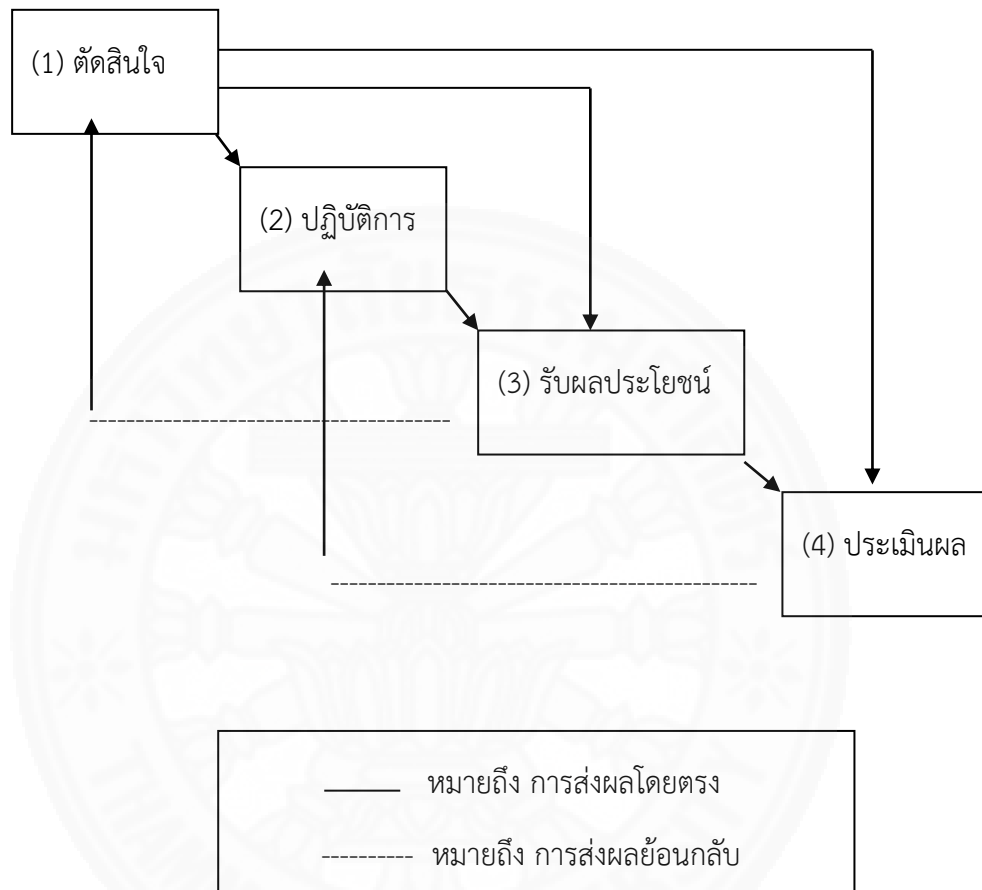 (1) ตัดสินใจ
(2) ปฏิบัติการ
(3) รับผลประโยชน์
(4) ประเมินผล
หมายถึง การส่งผลโดยตรง
หมายถึง การส่งผลย้อนกลับ